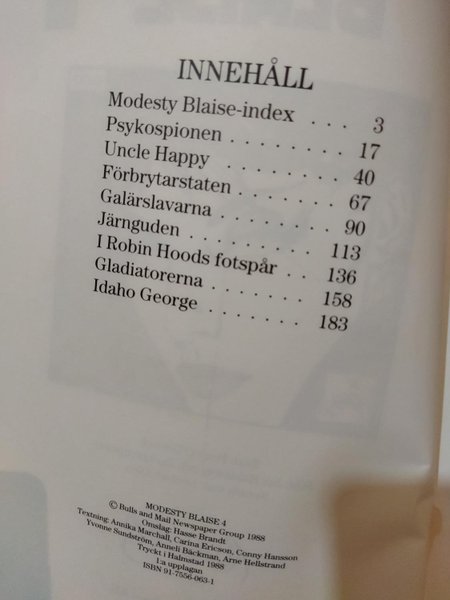 INNEHÅLL
Modesty Blaise-index . . . 3
Psykospionen . . . . . . . . 17
Uncle Happy . . . . . . . . 40
Förbrytarstaten . . . . . . . 67
Galärslavarna . . . . . . . . 90
Järnguden . . . . . . . . . . 113
I Robin Hoods fotspår . . . 136
Gladiatorerna . . . . . . . . 158
Idaho George . . . . . . . . 183
MODESTY BLAISE 4
© Bulls and Mail Newspaper Group 1988
Omslag: Hasse Brandt
Textning: Annika Marchall, Carina Ericson, Conny Hansson
Yvonne Sundström, Anneli Bäckman, Arne Hellstrand
Tryckt i Halmstad 1988
1:a upplagan
ISBN 91-7556-063-1